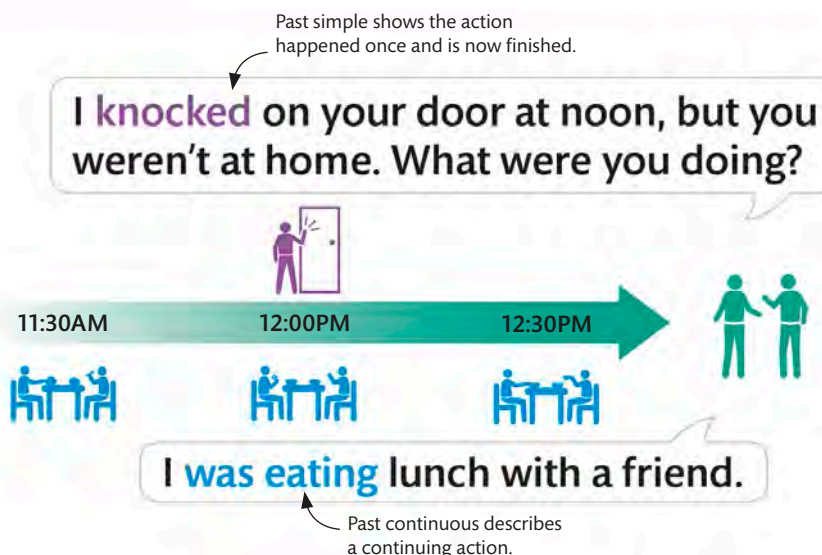 Past simple shows the action
happened once and is now finished.
I knocked on your door at noon, but you
weren't at home. What were you doing?
11:30AM 12:00PM 12:30PM
I was eating lunch with a friend.
Past continuous describes
a continuing action.